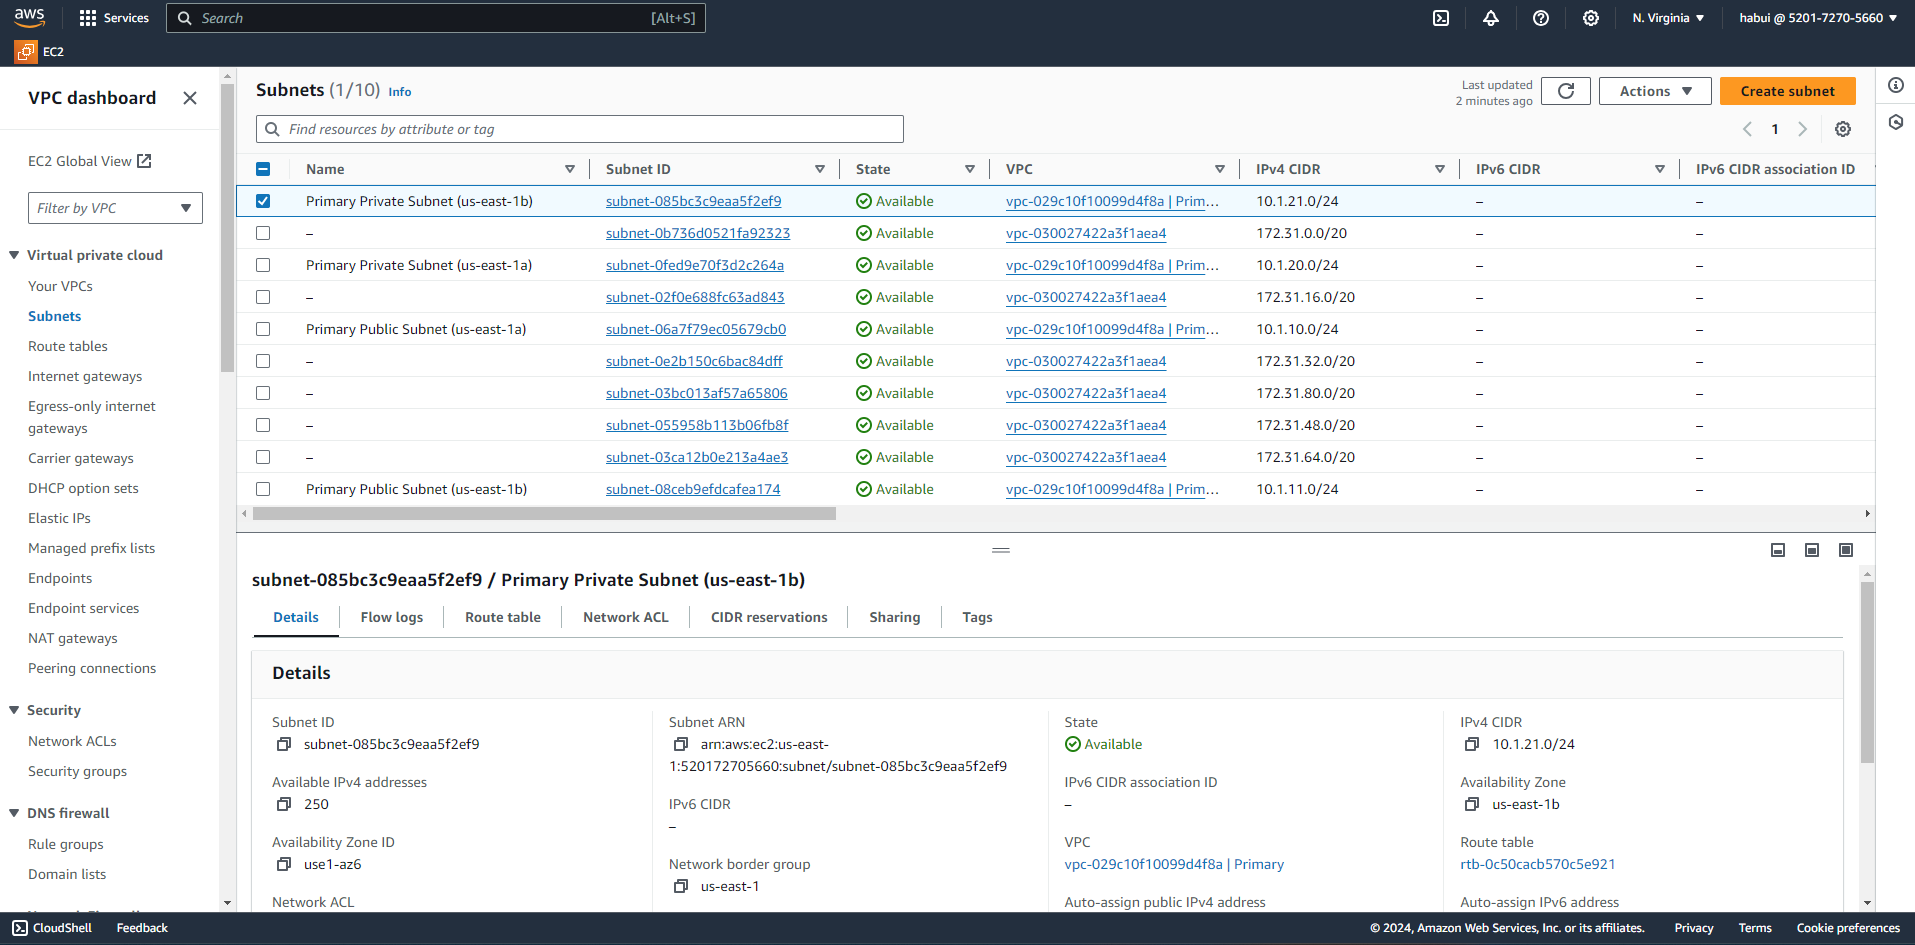 aws
Services
Search
[Alt+S]
N. Virginia
habui @ 5201-7270-5660
EC2
VPC dashboard
EC2 Global View
Filter by VPC
Virtual private cloud
Your VPCs
Subnets
Route tables
Internet gateways
Egress-only internet
gateways
Carrier gateways
DHCP option sets
Elastic IPs
Managed prefix lists
Endpoints
Endpoint services
NAT gateways
Peering connections
Security
Network ACLs
Security groups
DNS firewall
Rule groups
Domain lists
Subnets (1/10) Info
Last updated
2 minutes ago
Actions
Create subnet
Find resources by attribute or tag
1
Name Subnet ID State VPC IPv4 CIDR IPv6 CIDR IPv6 CIDR association ID
Primary Private Subnet (us-east-1b) subnet-085bc3c9eaa5f2ef9 Available vpc-029c10f10099d4f8a | Prim… 10.1.21.0/24 – –
– subnet-0b736d0521fa92323 Available vpc-030027422a3f1aea4 172.31.0.0/20 – –
Primary Private Subnet (us-east-1a) subnet-0fed9e70f3d2c264a Available vpc-029c10f10099d4f8a | Prim… 10.1.20.0/24 – –
– subnet-02f0e688fc63ad843 Available vpc-030027422a3f1aea4 172.31.16.0/20 – –
Primary Public Subnet (us-east-1a) subnet-06a7f79ec05679cb0 Available vpc-029c10f10099d4f8a | Prim… 10.1.10.0/24 – –
– subnet-0e2b150c6bac84dff Available vpc-030027422a3f1aea4 172.31.32.0/20 – –
– subnet-03bc013af57a65806 Available vpc-030027422a3f1aea4 172.31.80.0/20 – –
– subnet-055958b113b06fb8f Available vpc-030027422a3f1aea4 172.31.48.0/20 – –
– subnet-03ca12b0e213a4ae3 Available vpc-030027422a3f1aea4 172.31.64.0/20 – –
Primary Public Subnet (us-east-1b) subnet-08ceb9efdcafea174 Available vpc-029c10f10099d4f8a | Prim… 10.1.11.0/24 – –
subnet-085bc3c9eaa5f2ef9 / Primary Private Subnet (us-east-1b)
Details Flow logs Route table Network ACL CIDR reservations Sharing Tags
Details
Subnet ID
subnet-085bc3c9eaa5f2ef9
Available IPv4 addresses
250
Availability Zone ID
use1-az6
Network ACL
Subnet ARN
arn:aws:ec2:us-east-
1:520172705660:subnet/subnet-085bc3c9eaa5f2ef9
IPv6 CIDR
–
Network border group
us-east-1
State
Available
IPv6 CIDR association ID
–
VPC
vpc-029c10f10099d4f8a | Primary
Auto-assign public IPv4 address
IPv4 CIDR
10.1.21.0/24
Availability Zone
us-east-1b
Route table
rtb-0c50cacb570c5e921
Auto-assign IPv6 address
CloudShell Feedback © 2024, Amazon Web Services, Inc. or its affiliates. Privacy Terms Cookie preferences